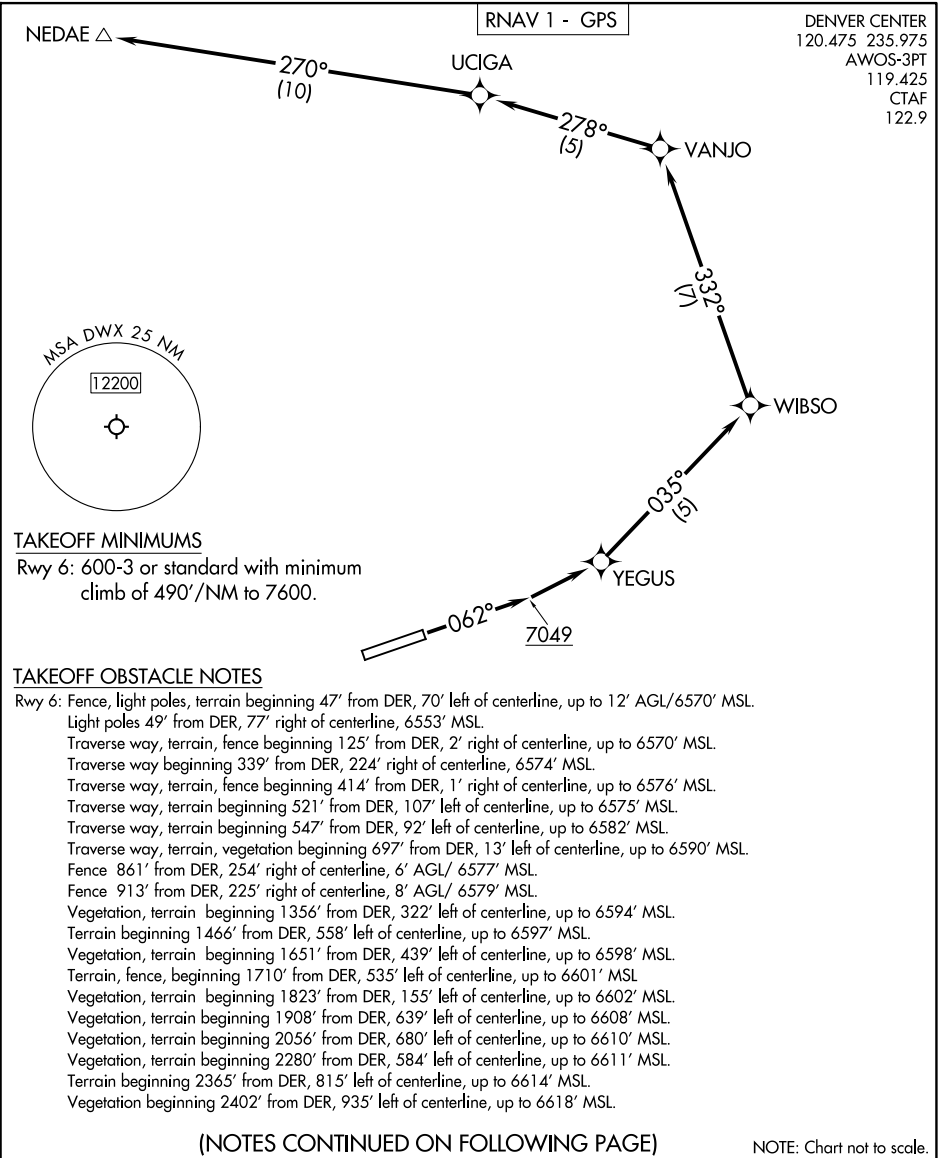 RNAV 1 - GPS
DENVER CENTER
120.475 235.975
AWOS-3PT
119.425
CTAF
122.9
NEDAE
270°
(10)
UCIGA
278°
(5)
VANJO
332°
(7)
MSA DWX 25 NM
12200
WIBSO
035°
(5)
YEGUS
062°
7049
TAKEOFF MINIMUMS
Rwy 6: 600-3 or standard with minimum
climb of 490'/NM to 7600.
TAKEOFF OBSTACLE NOTES
Rwy 6: Fence, light poles, terrain beginning 47' from DER, 70' left of centerline, up to 12' AGL/6570' MSL.
Light poles 49' from DER, 77' right of centerline, 6553' MSL.
Traverse way, terrain, fence beginning 125' from DER, 2' right of centerline, up to 6570' MSL.
Traverse way beginning 339' from DER, 224' right of centerline, 6574' MSL.
Traverse way, terrain, fence beginning 414' from DER, 1' right of centerline, up to 6576' MSL.
Traverse way, terrain beginning 521' from DER, 107' left of centerline, up to 6575' MSL.
Traverse way, terrain beginning 547' from DER, 92' left of centerline, up to 6582' MSL.
Traverse way, terrain, vegetation beginning 697' from DER, 13' left of centerline, up to 6590' MSL.
Fence 861' from DER, 254' right of centerline, 6' AGL/ 6577' MSL.
Fence 913' from DER, 225' right of centerline, 8' AGL/ 6579' MSL.
Vegetation, terrain beginning 1356' from DER, 322' left of centerline, up to 6594' MSL.
Terrain beginning 1466' from DER, 558' left of centerline, up to 6597' MSL.
Vegetation, terrain beginning 1651' from DER, 439' left of centerline, up to 6598' MSL.
Terrain, fence, beginning 1710' from DER, 535' left of centerline, up to 6601' MSL
Vegetation, terrain beginning 1823' from DER, 155' left of centerline, up to 6602' MSL.
Vegetation, terrain beginning 1908' from DER, 639' left of centerline, up to 6608' MSL.
Vegetation, terrain beginning 2056' from DER, 680' left of centerline, up to 6610' MSL.
Vegetation, terrain beginning 2280' from DER, 584' left of centerline, up to 6611' MSL.
Terrain beginning 2365' from DER, 815' left of centerline, up to 6614' MSL.
Vegetation beginning 2402' from DER, 935' left of centerline, up to 6618' MSL.
(NOTES CONTINUED ON FOLLOWING PAGE)
NOTE: Chart not to scale.